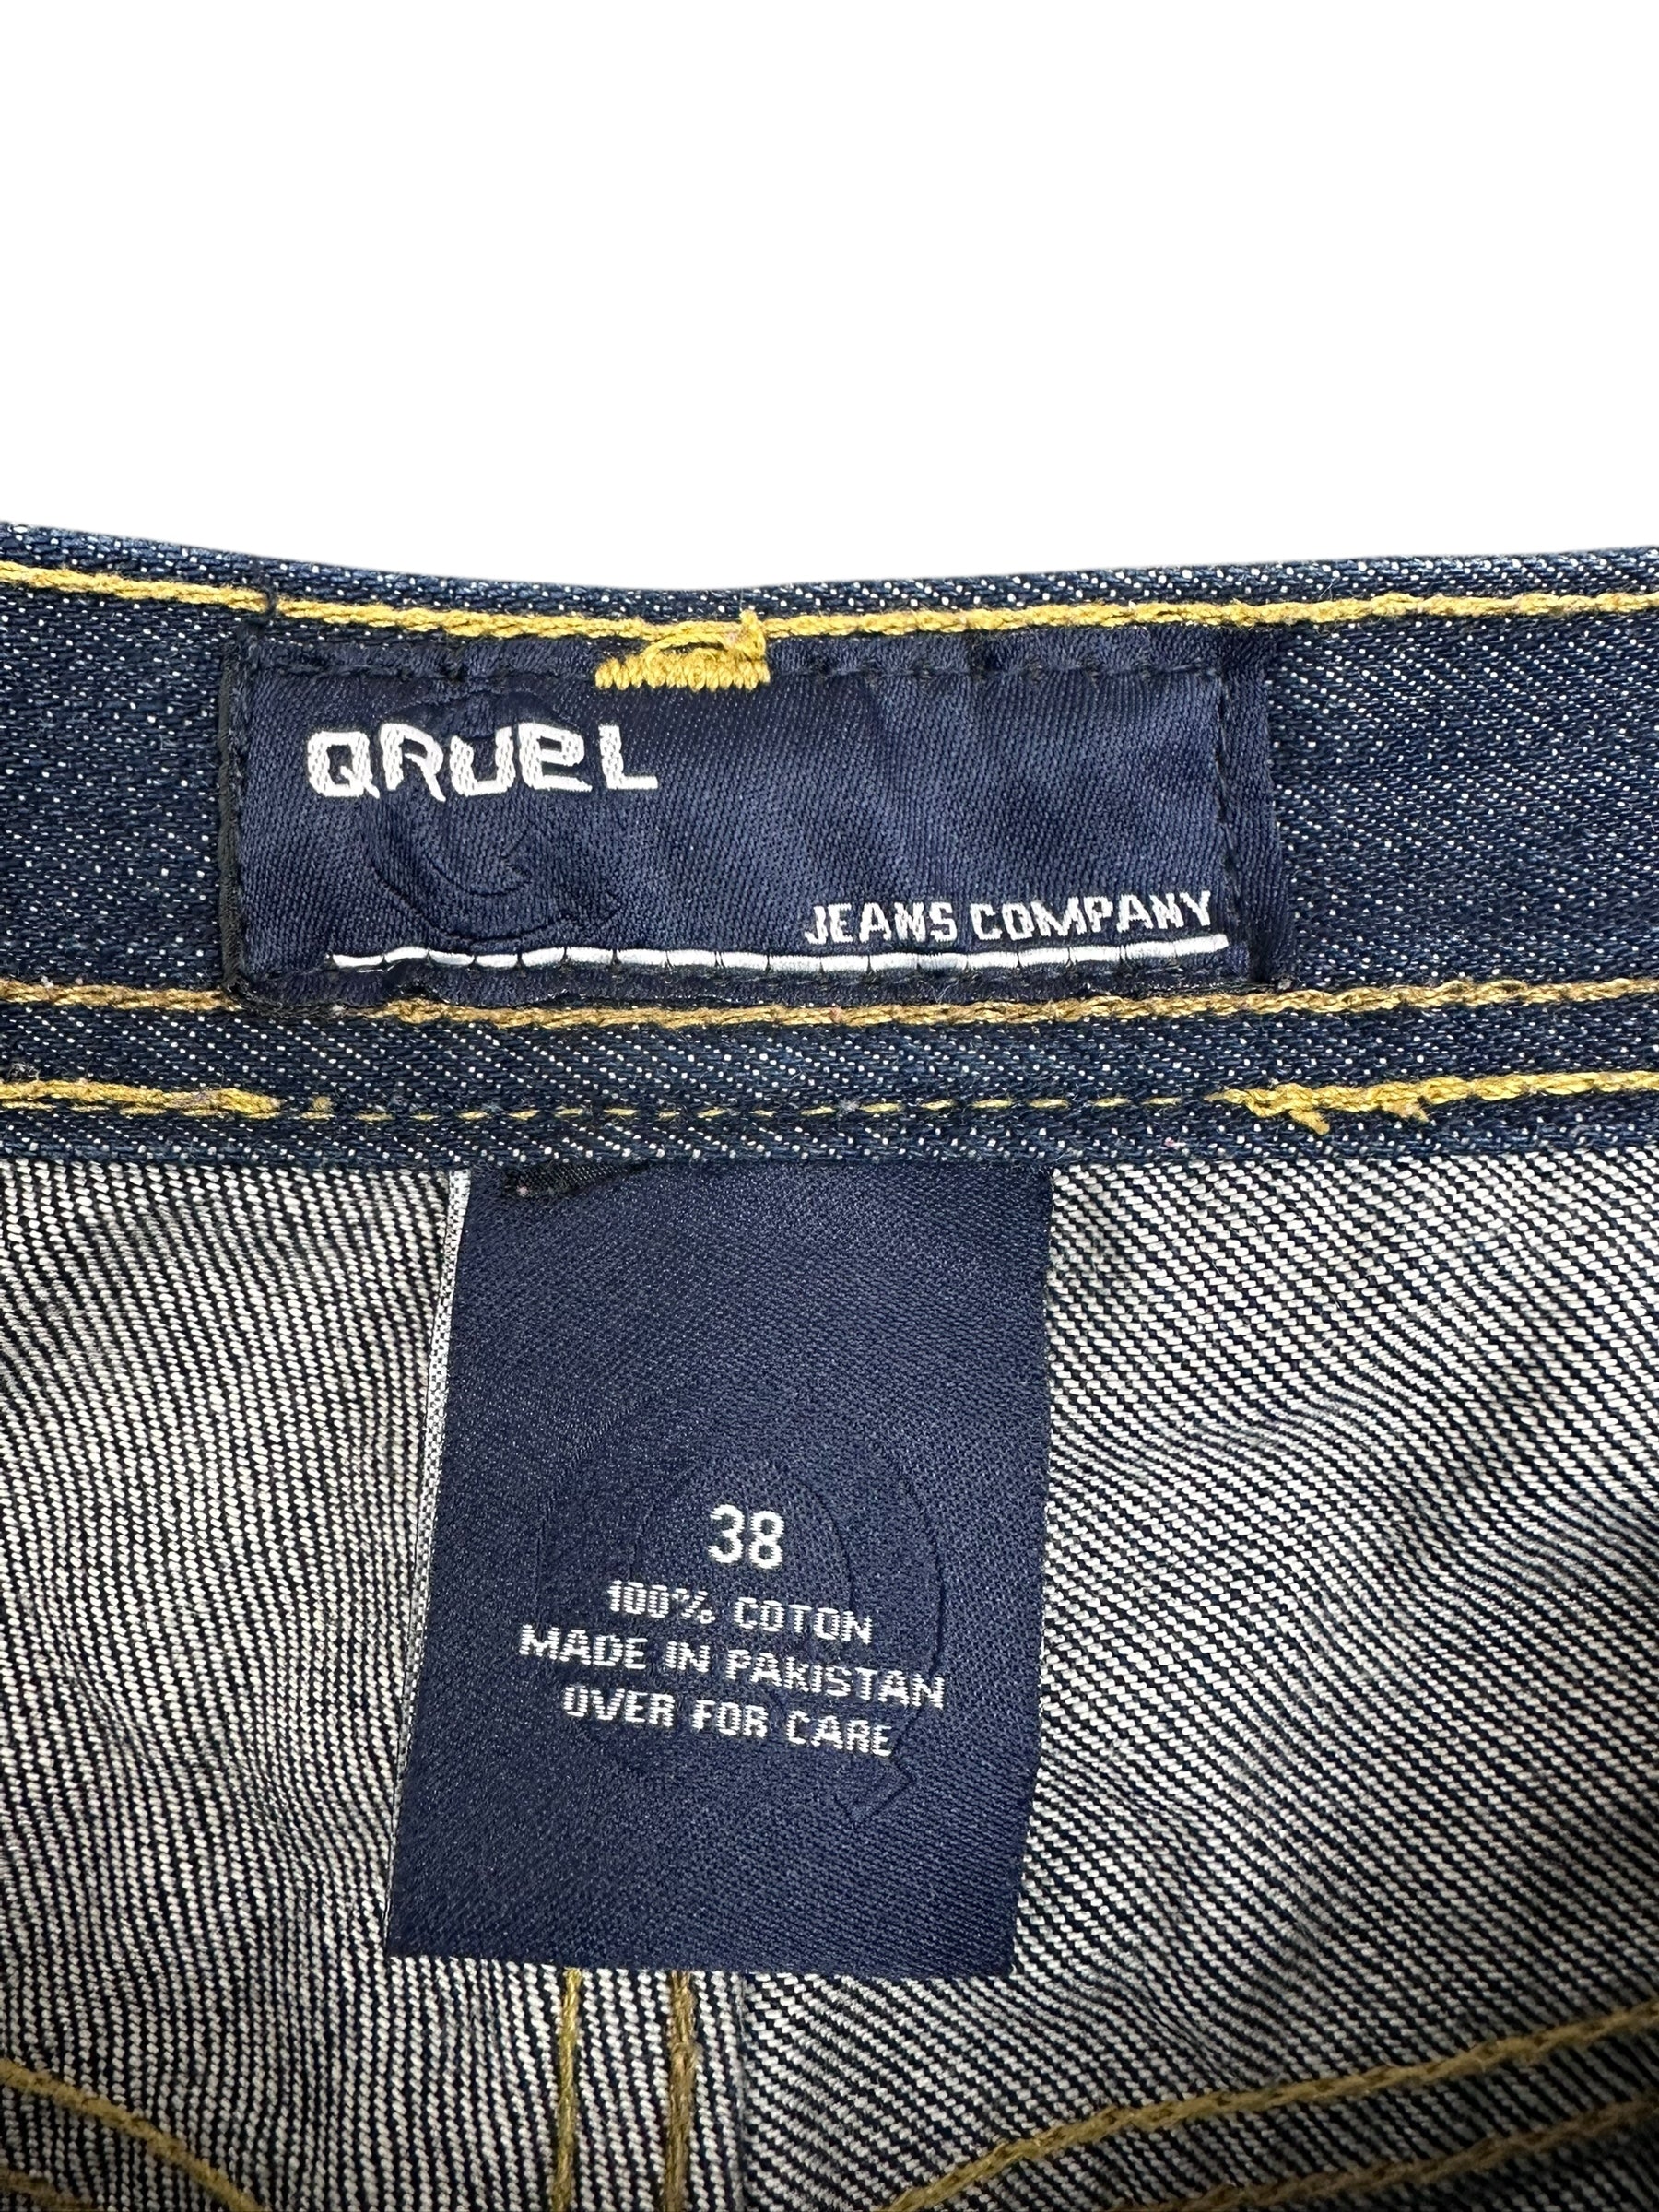 QRUEL
JEANS COMPANY
38
100% COTON
MADE IN PAKISTAN
OVER FOR CARE